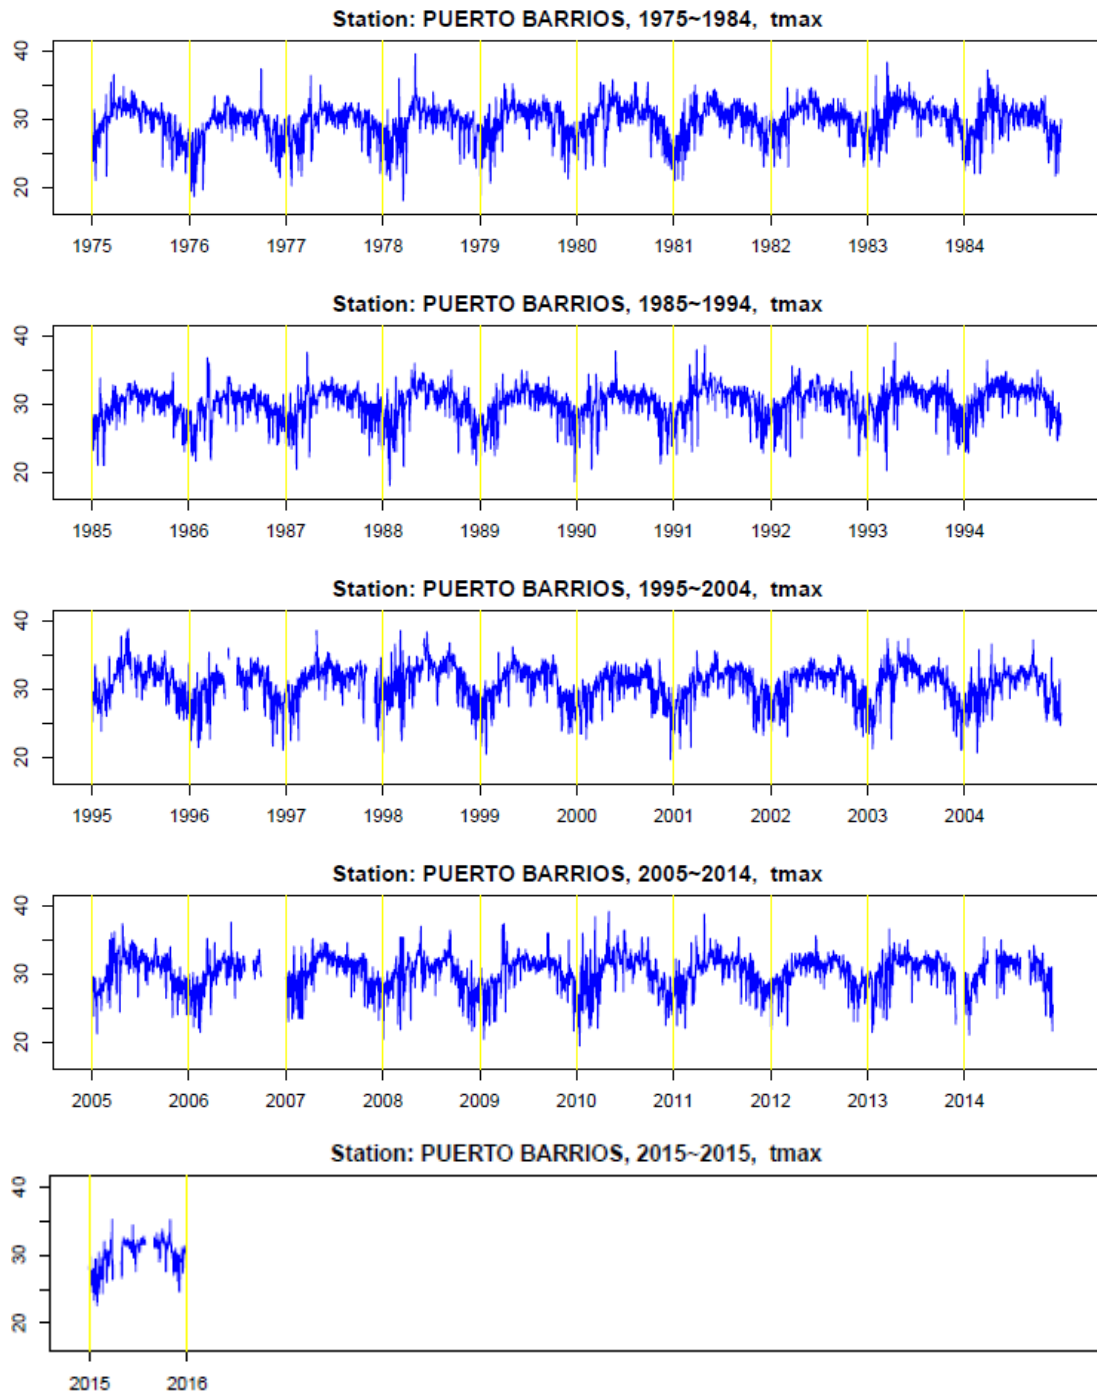 Station: PUERTO BARRIOS, 1975~1984, tmax
40
30
20
1975 1976 1977 1978 1979 1980 1981 1982 1983 1984
Station: PUERTO BARRIOS, 1985~1994, tmax
40
30
20
1985 1986 1987 1988 1989 1990 1991 1992 1993 1994
Station: PUERTO BARRIOS, 1995~2004, tmax
40
30
20
1995 1996 1997 1998 1999 2000 2001 2002 2003 2004
Station: PUERTO BARRIOS, 2005~2014, tmax
40
30
20
2005 2006 2007 2008 2009 2010 2011 2012 2013 2014
Station: PUERTO BARRIOS, 2015~2015, tmax
40
30
20
2015 2016